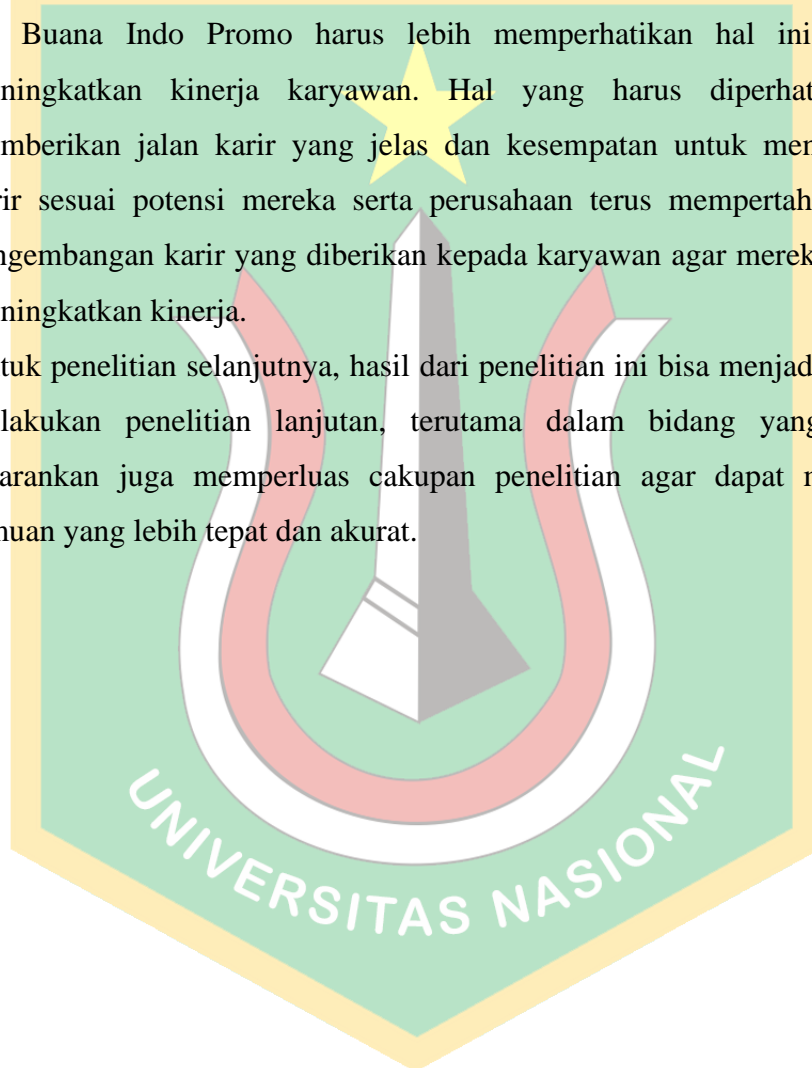 Buana Indo Promo harus lebih memperhatikan hal ini
ningkatkan kinerja karyawan. Hal yang harus diperhat
mberikan jalan karir yang jelas dan kesempatan untuk men
rir sesuai potensi mereka serta perusahaan terus mempertah
ngembangan karir yang diberikan kepada karyawan agar merek
ningkatkan kinerja.
tuk penelitian selanjutnya, hasil dari penelitian ini bisa menjad
lakukan penelitian lanjutan, terutama dalam bidang yang
arankan juga memperluas cakupan penelitian agar dapat
nuan yang lebih tepat dan akurat.
UNIVERSITAS NASIONAL